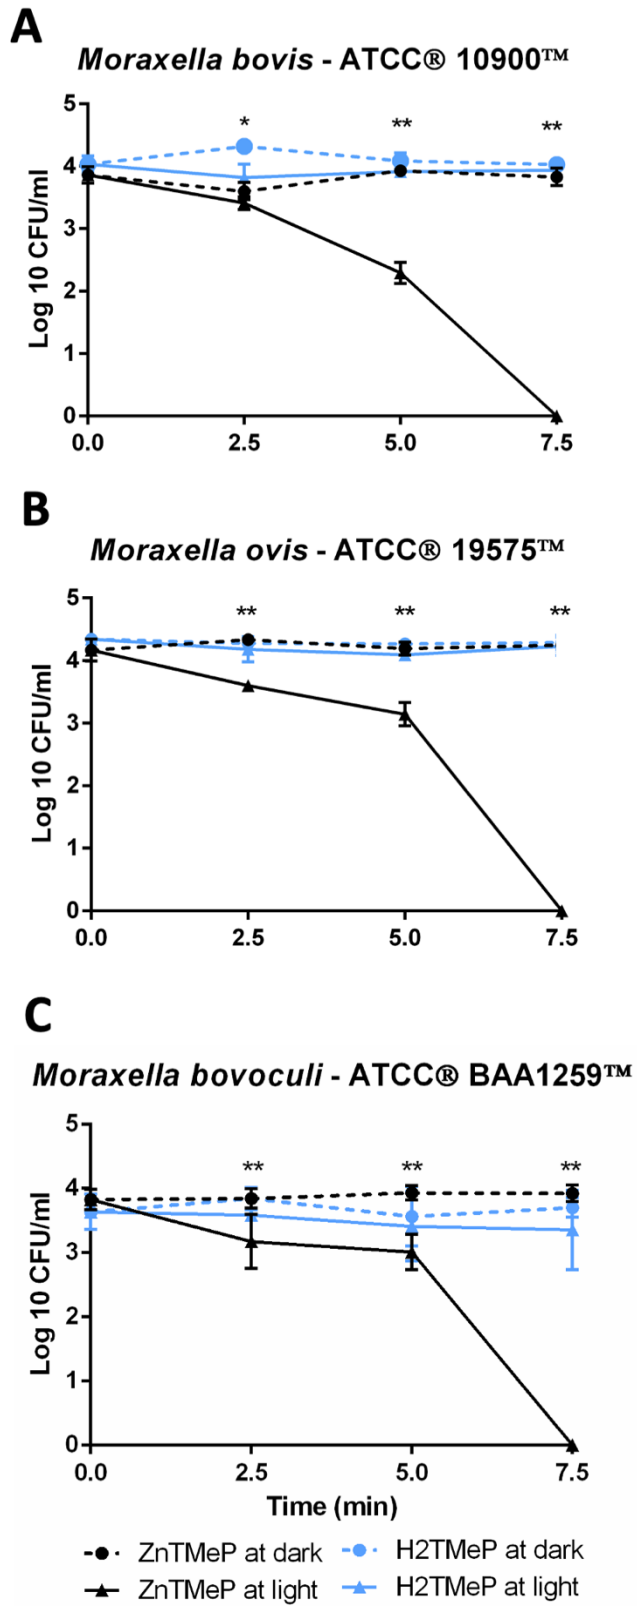 A
Moraxella bovis - ATCC® 10900™
5
* ** **
4
3
2
1
0
Log 10 CFU/ml
0.0 2.5 5.0 7.5
B
Moraxella ovis - ATCC® 19575™
5
** ** **
4
3
2
1
0
Log 10 CFU/ml
0.0 2.5 5.0 7.5
C
Moraxella bovoculi - ATCC® BAA1259™
5
** ** **
4
3
2
1
0
Log 10 CFU/ml
0.0 2.5 5.0 7.5
Time (min)
ZnTMeP at dark H2TMeP at dark
ZnTMeP at light H2TMeP at light